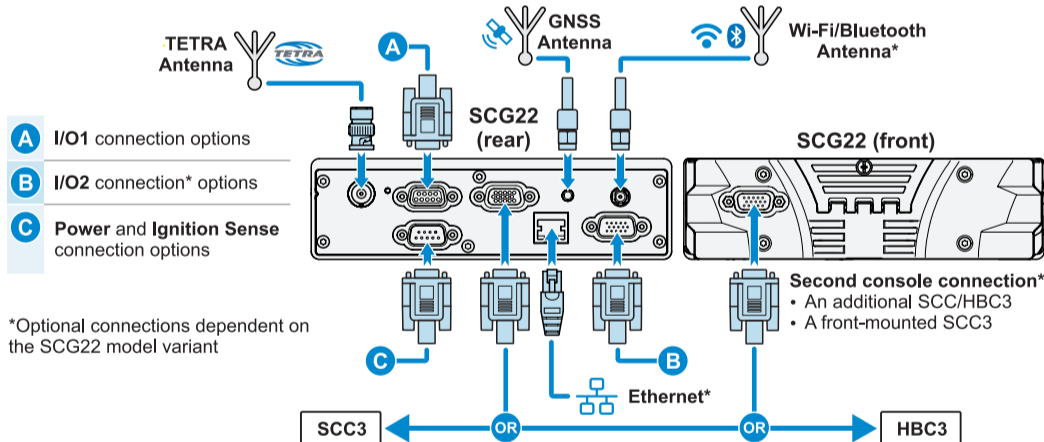 TETRA
Antenna
TETRA
A
GNSS
Antenna
Wi-Fi/Bluetooth
Antenna*
SCG22
(rear)
SCG22 (front)
A I/O1 connection options
B I/O2 connection* options
C Power and Ignition Sense
connection options
*Optional connections dependent on
the SCG22 model variant
Second console connection*
• An additional SCC/HBC3
• A front-mounted SCC3
C
B
Ethernet*
SCC3
OR
OR
HBC3